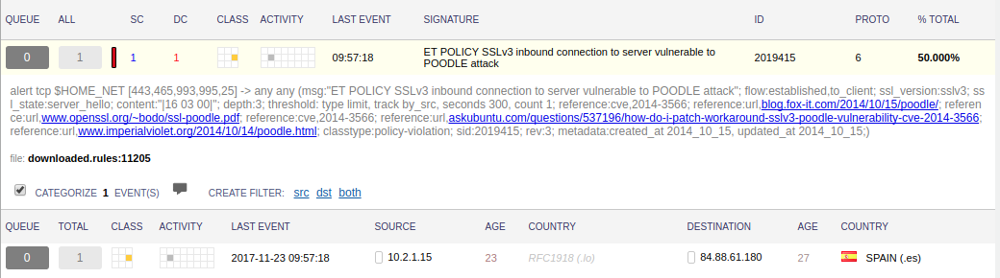 QUEUE ALL SC DC CLASS ACTIVITY LAST EVENT SIGNATURE ID PROTO % TOTAL
0 1 1 1 09:57:18 ET POLICY SSLv3 inbound connection to server vulnerable to POODLE attack 2019415 6 50.000%
alert tcp $HOME_NET [443,465,993,995,25] -> any any (msg:"ET POLICY SSLv3 inbound connection to server vulnerable to POODLE attack"; flow:established,to_client; ssl_version:sslv3; ss
l_state:server_hello; content:"|16 03 00|"; depth:3; threshold: type limit, track by_src, seconds 300, count 1; reference:cve,2014-3566; reference:url,blog.fox-it.com/2014/10/15/poodle/; referen
ce:url,www.openssl.org/~bodo/ssl-poodle.pdf; reference:cve,2014-3566; reference:url,askubuntu.com/questions/537196/how-do-i-patch-workaround-sslv3-poodle-vulnerability-cve-2014-3566;
reference:url,www.imperialviolet.org/2014/10/14/poodle.html; classtype:policy-violation; sid:2019415; rev:3; metadata:created_at 2014_10_15, updated_at 2014_10_15;)
file: downloaded.rules:11205
CATEGORIZE 1 EVENT(S) CREATE FILTER: src dst both
QUEUE TOTAL CLASS ACTIVITY LAST EVENT SOURCE AGE COUNTRY DESTINATION AGE COUNTRY
0 1 2017-11-23 09:57:18 10.2.1.15 23 RFC1918 (.lo) 84.88.61.180 27 SPAIN (.es)